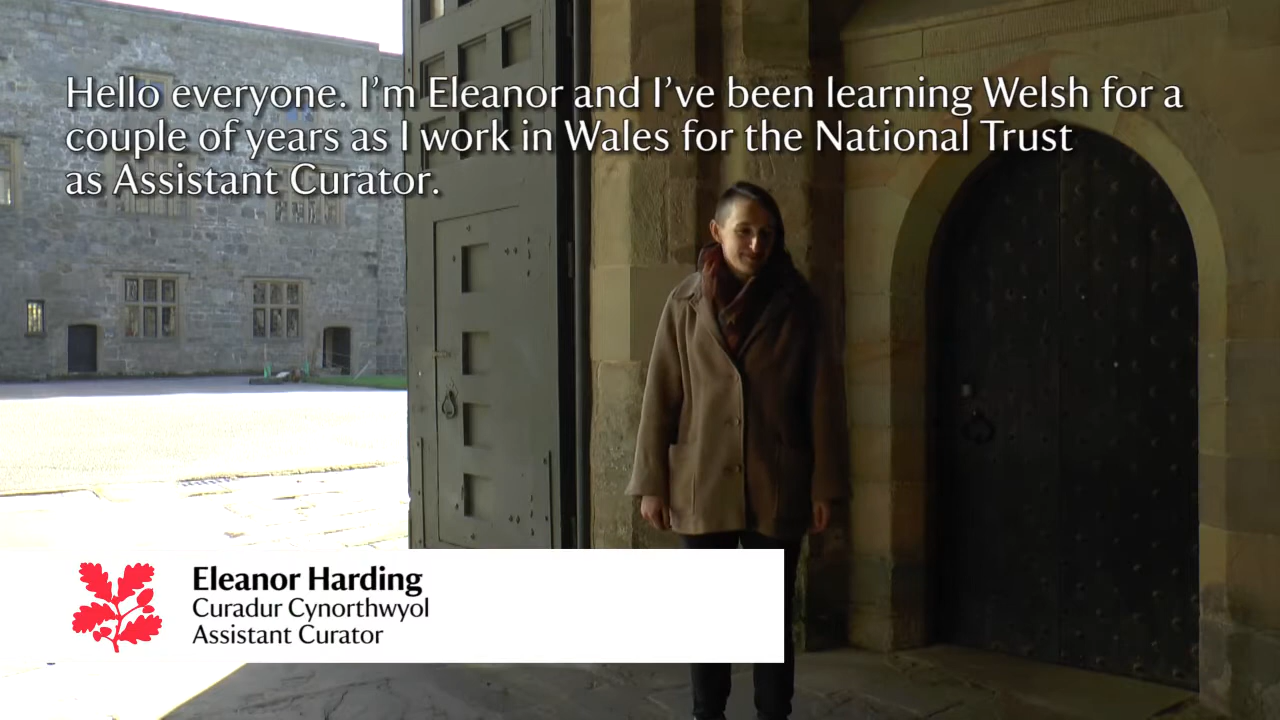 Hello everyone. I’m Eleanor and I’ve been learning Welsh for a
couple of years as I work in Wales for the National Trust
as Assistant Curator.
Eleanor Harding
Curadur Cynorthwyol
Assistant Curator